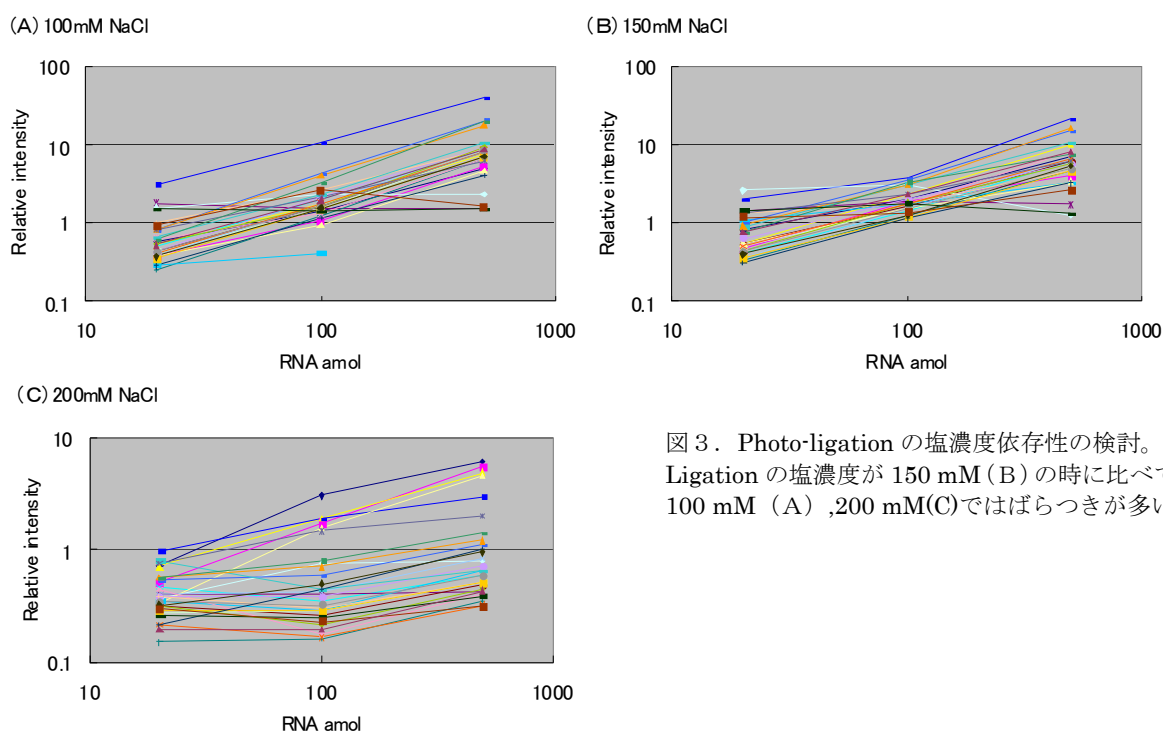 (A)100mM NaCl
100
10
1
0.1
10
100
1000
Relative intensity
RNA amol
(B)150mM NaCl
100
10
1
0.1
10
100
1000
Relative intensity
RNA amol
(C)200mM NaCl
10
1
0.1
10
100
1000
Relative intensity
RNA amol
図3. Photo-ligation の塩濃度依存性の検討。
Ligation の塩濃度が 150 mM(B)の時に比べ
100 mM(A),200 mM(C)ではばらつきが多い